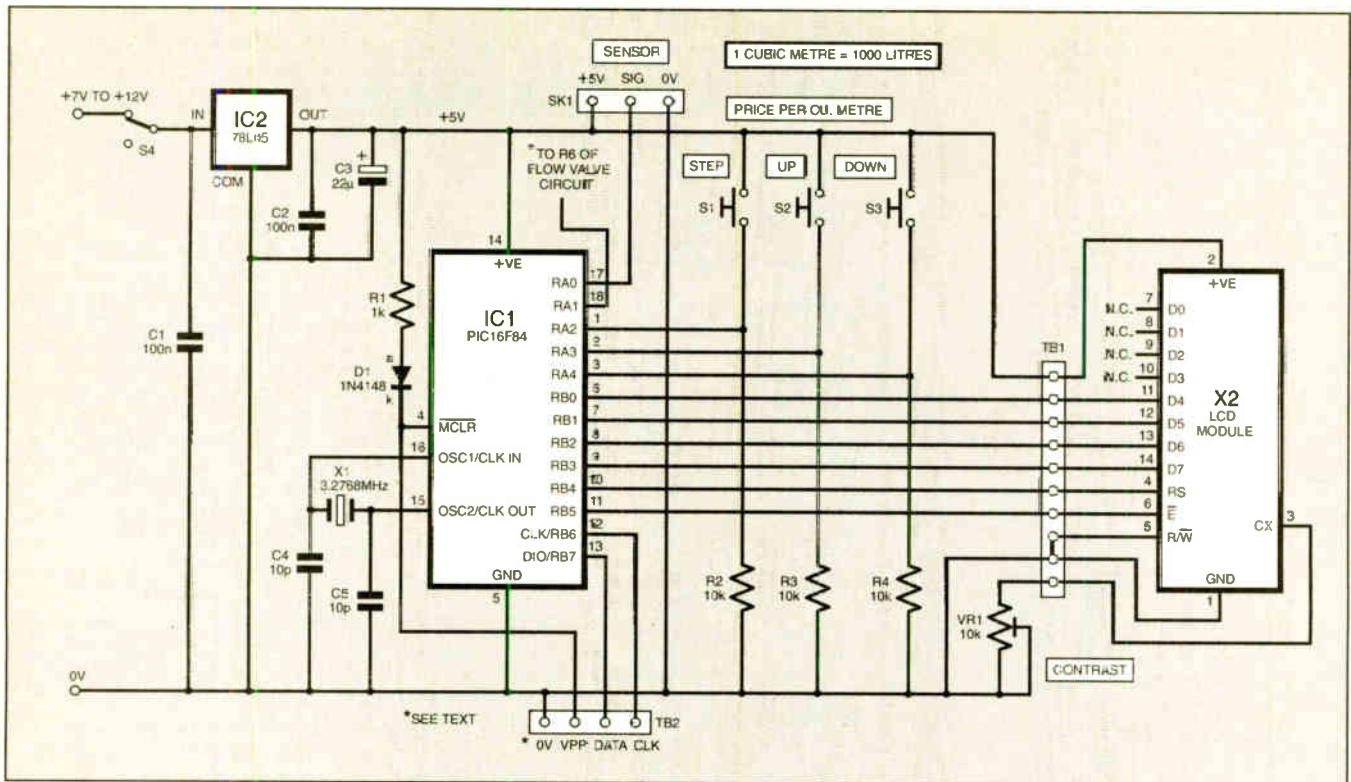 SENSOR
1 CUBIC METRE = 1000 LITRES
+5V SIG 0V
SK1
+7V TO +12V
IN
IC2
78L05
OUT
COM
S4
+5V
PRICE PER CU. METRE
C3
22µ
+
C2
100n
*TO R6 OF
FLOW VALVE
CIRCUIT
STEP
UP
DOWN
S1
S2
S3
C1
100n
R1
1k
D1
1N4148
a
k
14
+VE
IC1
PIC16F84
4
MCLR
16
OSC1/CLK IN
X1
3.2768MHz
15
OSC2/CLK OUT
C4
10p
C5
10p
GND
5
RA0 17
RA1 18
RA2 1
RA3 2
RA4 3
RB0 6
RB1 7
RB2 8
RB3 9
RB4 10
RB5 11
CLK/RB6 12
DIO/RB7 13
R2
10k
R3
10k
R4
10k
TB1
2
+VE
N.C. 7 D0
N.C. 8 D1
N.C. 9 D2
N.C. 10 D3
11 D4
12 D5
13 D6
14 D7
4 RS
6 E
5 R/W
X2
LCD
MODULE
CX 3
GND
1
VR1
10k
CONTRAST
0V
*SEE TEXT
TB2
* 0V VPP DATA CLK